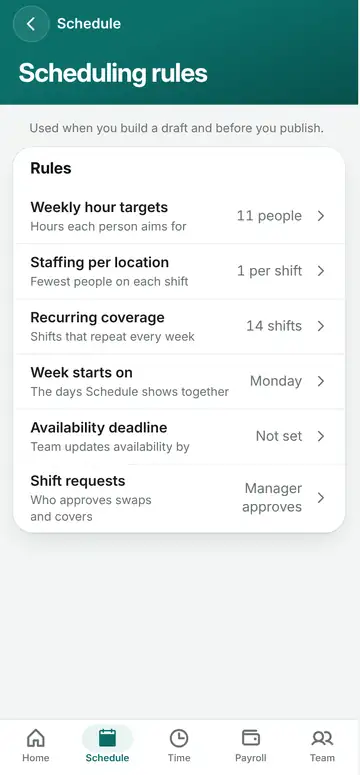 Schedule
Scheduling rules
Used when you build a draft and before you publish.
Rules
Weekly hour targets
Hours each person aims for
11 people
Staffing per location
Fewest people on each shift
1 per shift
Recurring coverage
Shifts that repeat every week
14 shifts
Week starts on
The days Schedule shows together
Monday
Availability deadline
Team updates availability by
Not set
Shift requests
Who approves swaps
and covers
Manager
approves
Home
Schedule
Time
Payroll
Team